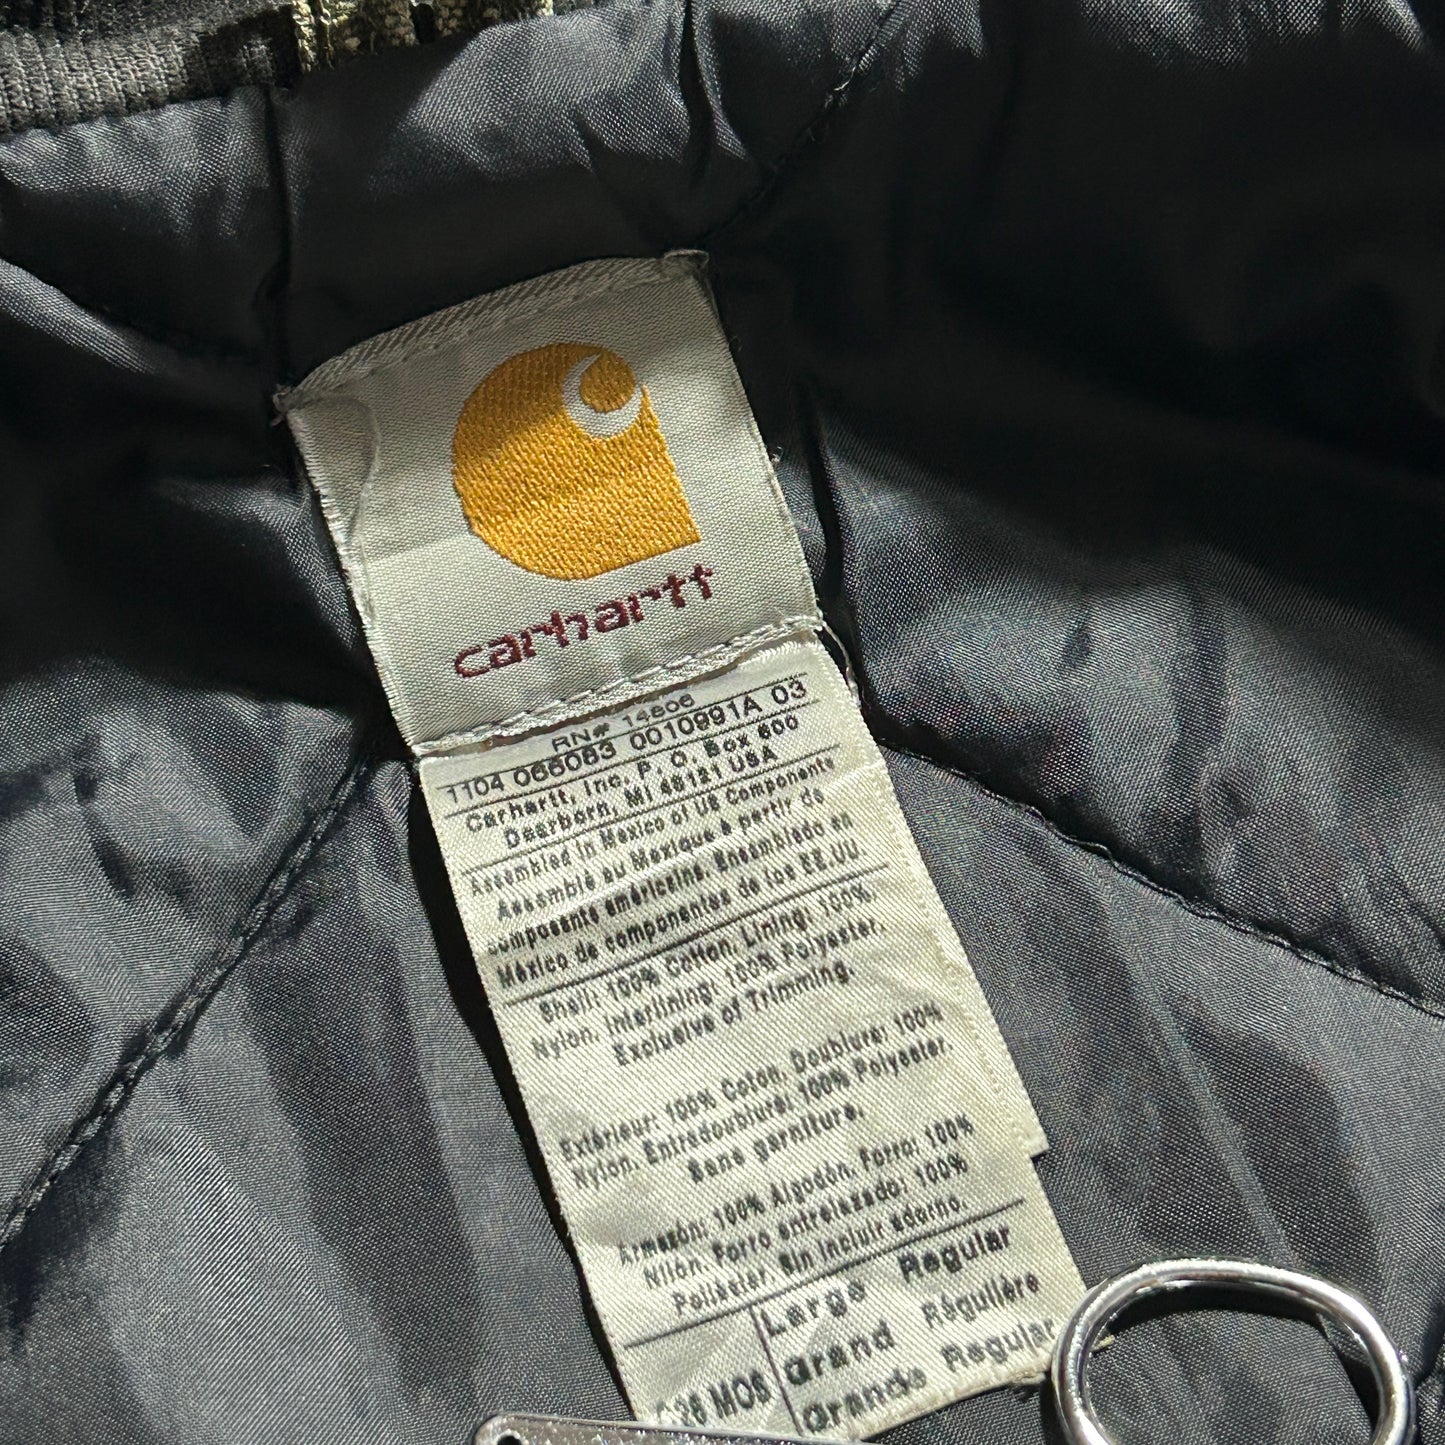 carhartt
RN# 14806
1104 066083 0010991A 03
Carhartt, Inc. P. O. Box 600
Dearborn, MI 48121 USA
Assembled in Mexico of US Components
Assemblé au Mexique à partir de
composants américains. Ensamblado en
México de componentes de los EE.UU
Shell: 100% Cotton. Lining: 100%
Nylon. Interlining: 100% Polyester.
Exclusive of Trimming.
Extérieur: 100% Coton. Doublure: 100%
Nylon. Entredoublure: 100% Polyester.
Sans garniture.
Armazón: 100% Algodón. Forro: 100%
Nilón. Forro entrelazado: 100%
Poliéster. Sin incluir adorno.
Large Regular
Grand Régulière
Grande Regular
26 MOS